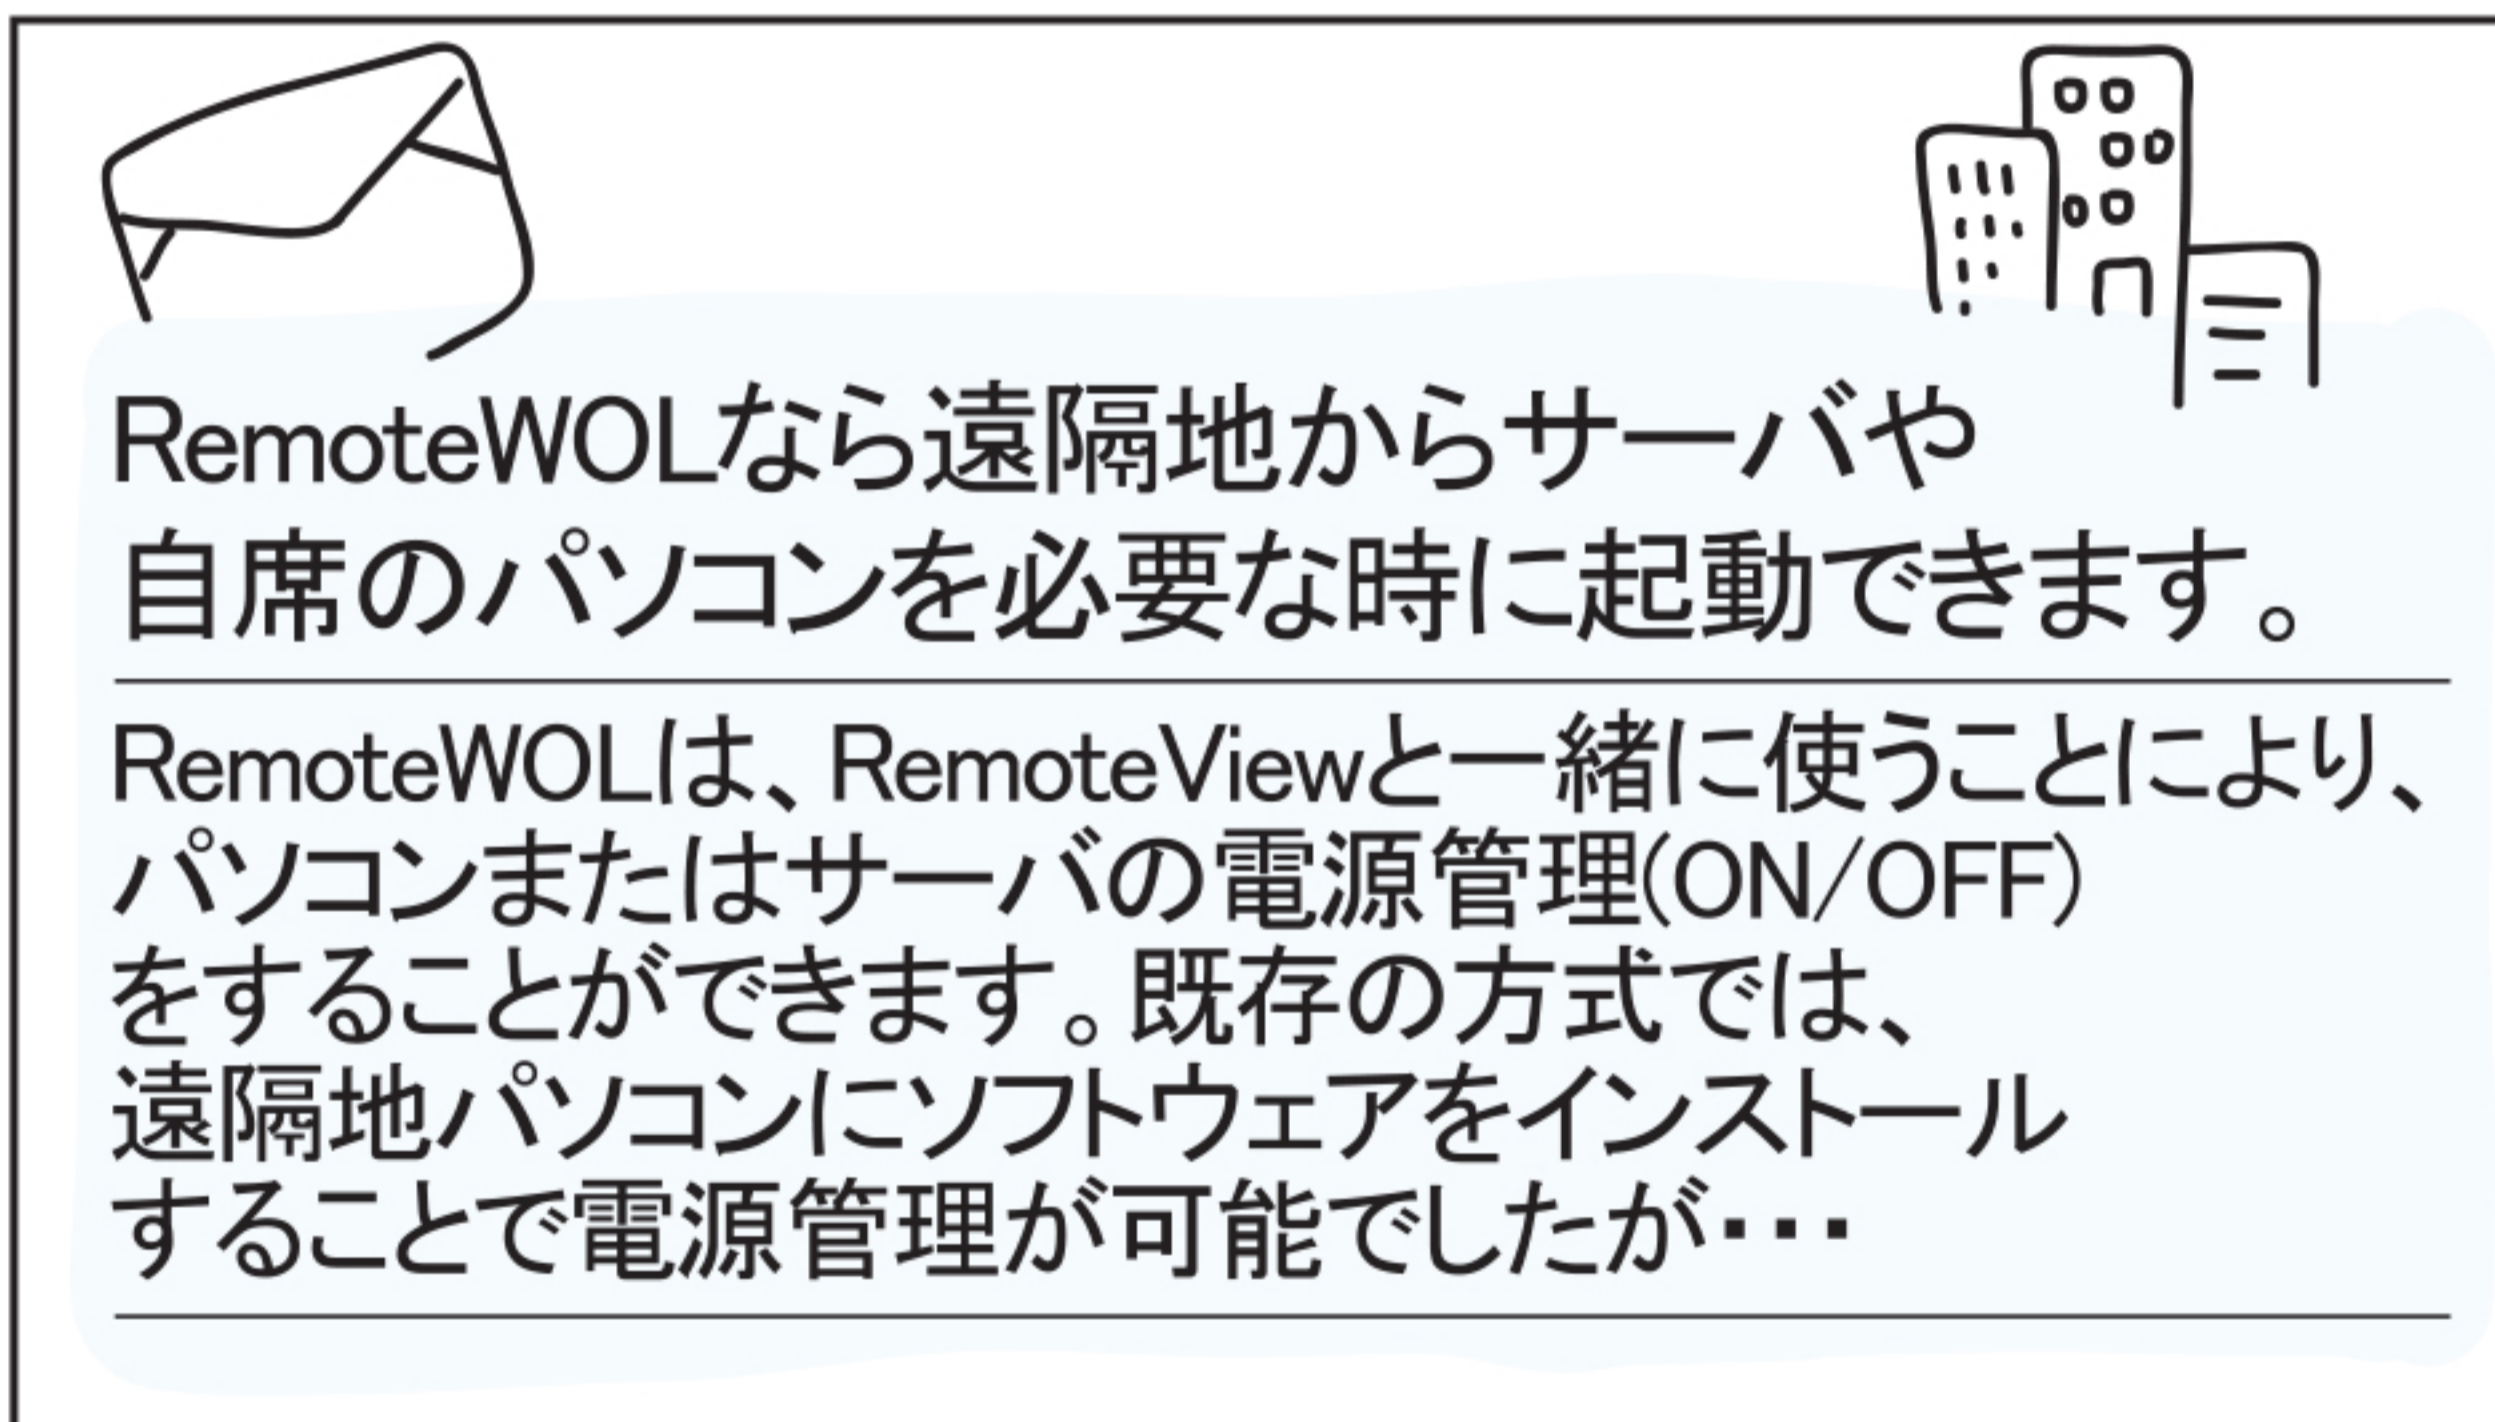 RemoteWOLなら遠隔地からサーバや
自席のパソコンを必要な時に起動できます。
RemoteWOLは、RemoteViewと一緒に使うことにより、
パソコンまたはサーバの電源管理(ON/OFF)
をすることができます。既存の方式では、
遠隔地パソコンにソフトウェアをインストール
することで電源管理が可能でしたが・・・